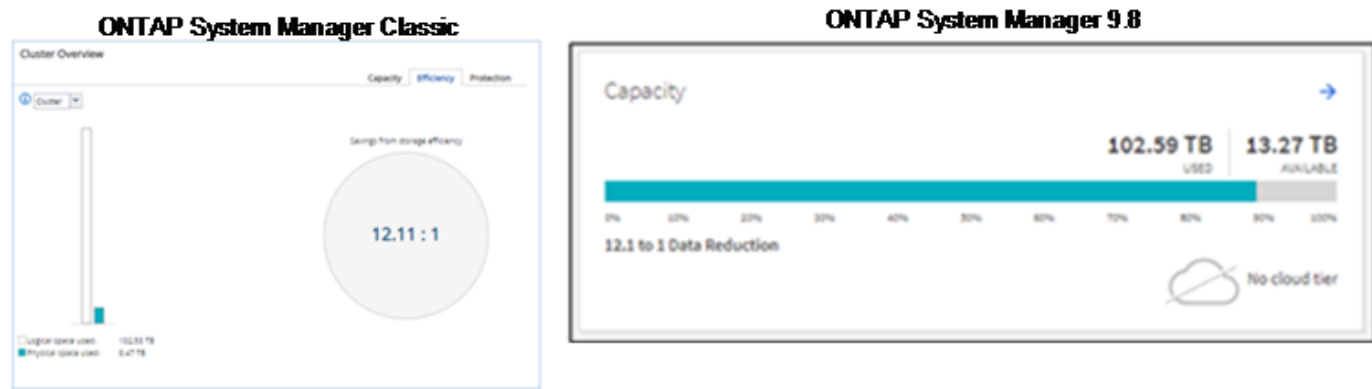 ONTAP System Manager Classic
Cluster Overview
Capacity Efficiency Protection
Cluster
Savings from storage efficiency
12.11 : 1
Logical space used: 102.59 TB
Physical space used: 8.47 TB
ONTAP System Manager 9.8
Capacity
102.59 TB 13.27 TB
USED AVAILABLE
0% 10% 20% 30% 40% 50% 60% 70% 80% 90% 100%
12.1 to 1 Data Reduction
No cloud tier